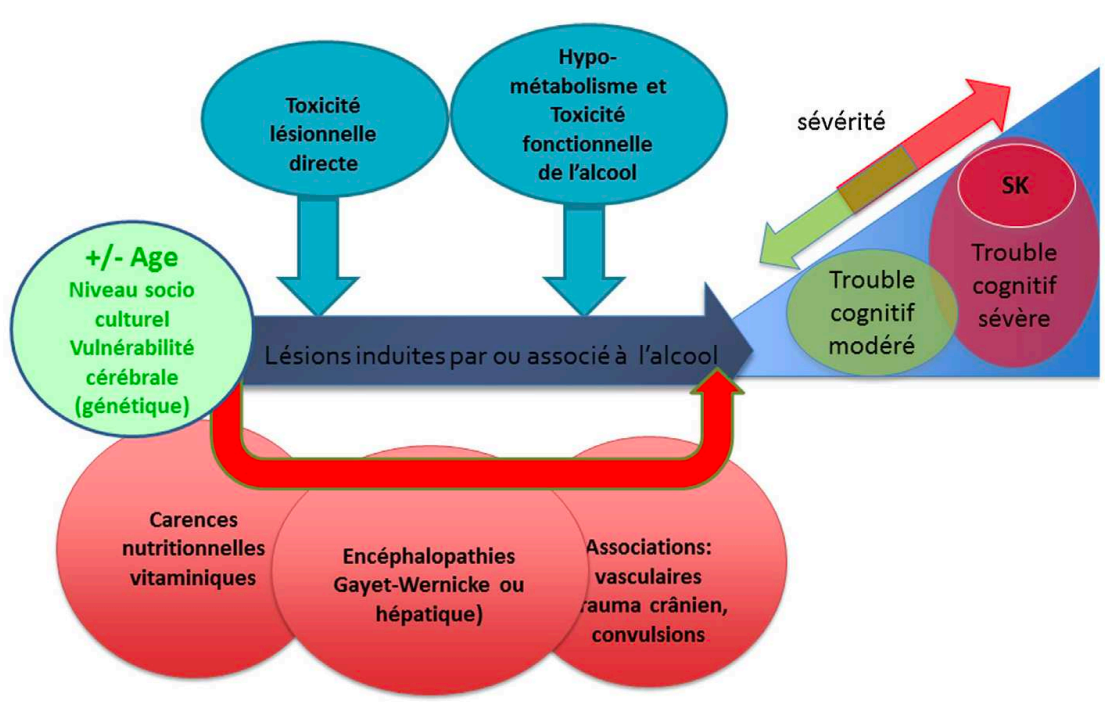 Toxicité
lésionnelle
directe
Hypo-
métabolisme et
Toxicité
fonctionnelle
de l'alcool
sévérité
SK
Trouble
cognitif
sévère
Trouble
cognitif
modéré
+/- Age
Niveau socio
culturel
Vulnérabilité
cérébrale
(génétique)
Lésions induites par ou associé à l'alcool
Carences
nutritionnelles
vitaminiques
Encéphalopathies
Gayet-Wernicke ou
hépatique)
Associations:
vasculaires
rauma crânien,
convulsions